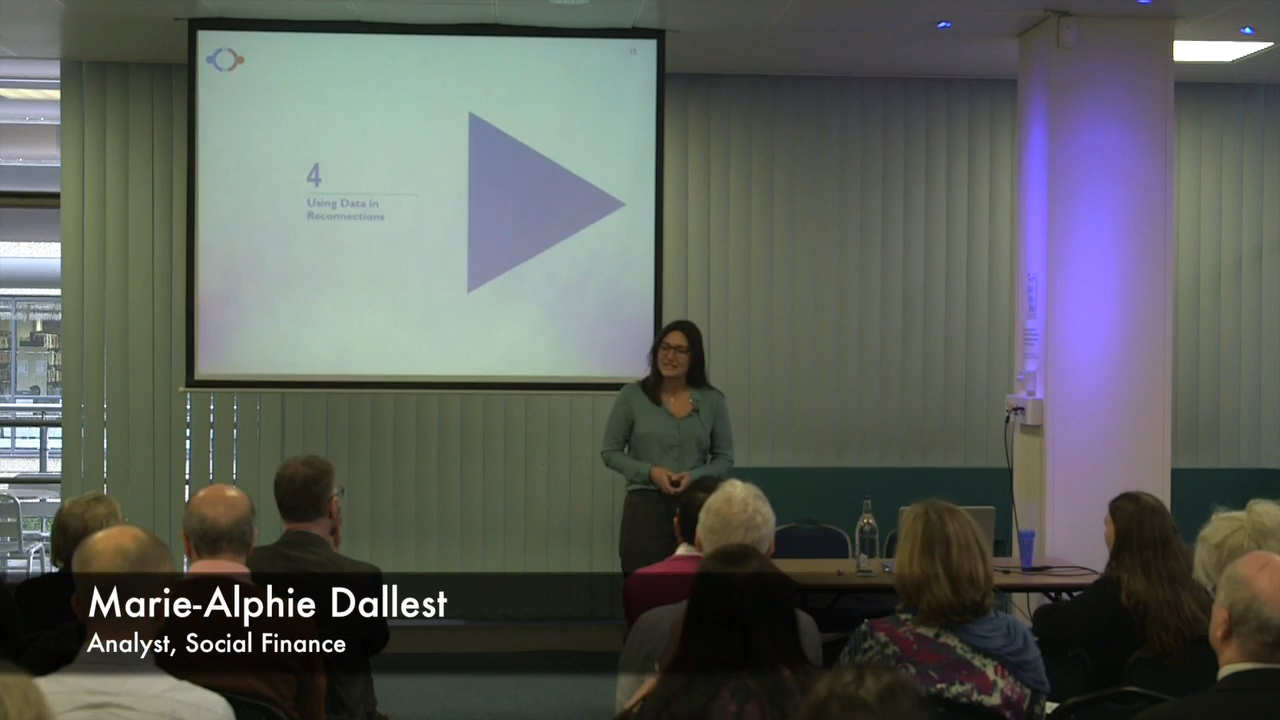 4
Using Data in
Reconnections
Marie-Alphie Dallest
Analyst, Social Finance